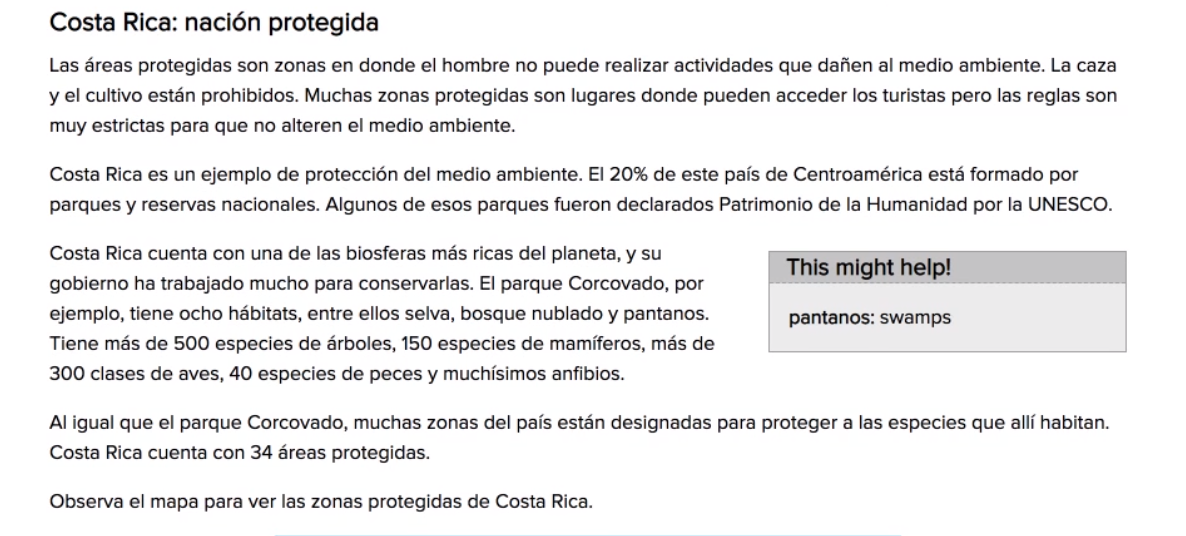 Costa Rica: nación protegida
Las áreas protegidas son zonas en donde el hombre no puede realizar actividades que dañen al medio ambiente. La caza
y el cultivo están prohibidos. Muchas zonas protegidas son lugares donde pueden acceder los turistas pero las reglas son
muy estrictas para que no alteren el medio ambiente.
Costa Rica es un ejemplo de protección del medio ambiente. El 20% de este país de Centroamérica está formado por
parques y reservas nacionales. Algunos de esos parques fueron declarados Patrimonio de la Humanidad por la UNESCO.
Costa Rica cuenta con una de las biosferas más ricas del planeta, y su
gobierno ha trabajado mucho para conservarlas. El parque Corcovado, por
ejemplo, tiene ocho hábitats, entre ellos selva, bosque nublado y pantanos.
Tiene más de 500 especies de árboles, 150 especies de mamíferos, más de
300 clases de aves, 40 especies de peces y muchísimos anfibios.
This might help!
pantanos: swamps
Al igual que el parque Corcovado, muchas zonas del país están designadas para proteger a las especies que allí habitan.
Costa Rica cuenta con 34 áreas protegidas.
Observa el mapa para ver las zonas protegidas de Costa Rica.